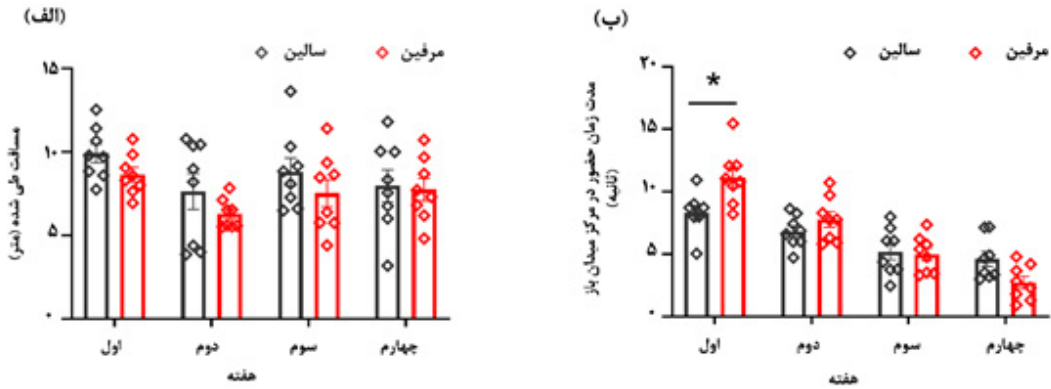 (الف)
سالین
مرفین
مسافت طی شده (متر)
۱۵
۱۰
۵
۰
اول
دوم
سوم
چهارم
هفته
(ب)
سالین
مرفین
مدت زمان حضور در مرکز میدان باز
(ثانیه)
۲۰
۱۵
۱۰
۵
۰
*
اول
دوم
سوم
چهارم
هفته